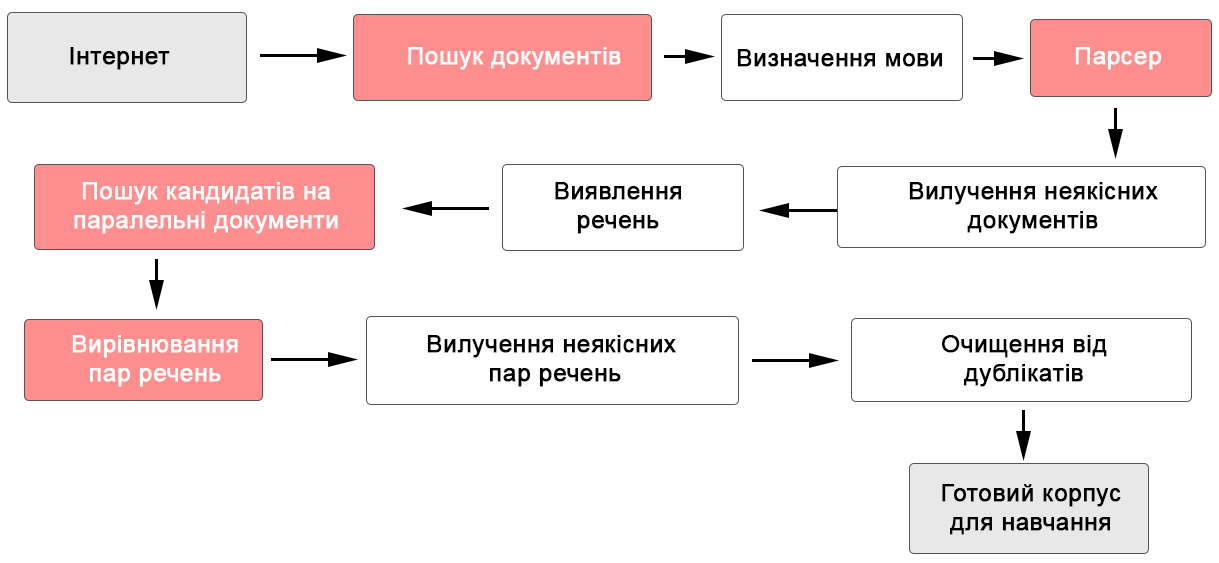 Інтернет
Пошук документів
Визначення мови
Парсер
Вилучення неякісних
документів
Виявлення
речень
Пошук кандидатів на
паралельні документи
Вирівнювання
пар речень
Вилучення неякісних
пар речень
Очищення від
дублікатів
Готовий корпус
для навчання